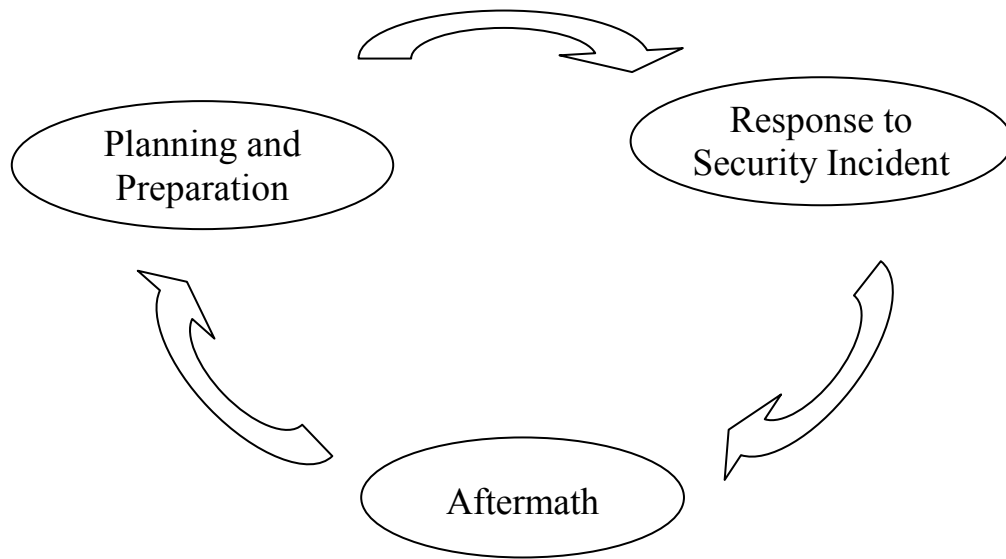 Planning and
Preparation
Response to
Security Incident
Aftermath